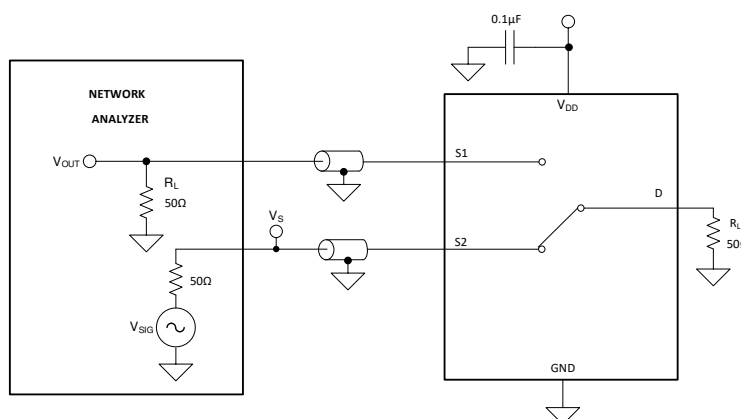 0.1µF
NETWORK
ANALYZER
VDD
VOUT
S1
RL
50Ω
D
VS
S2
RL
50Ω
VSIG
GND